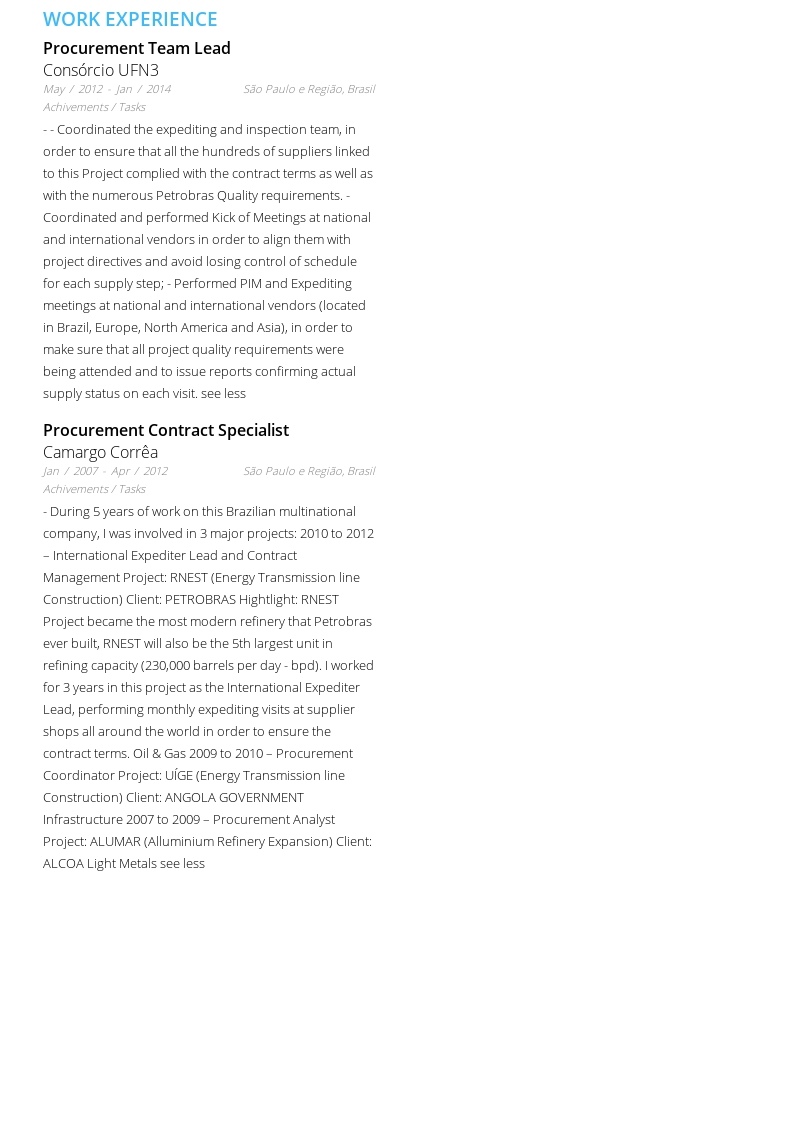 WORK EXPERIENCE
Procurement Team Lead
Consórcio UFN3
May / 2012 - Jan / 2014 São Paulo e Região, Brasil
Achivements / Tasks
- - Coordinated the expediting and inspection team, in
order to ensure that all the hundreds of suppliers linked
to this Project complied with the contract terms as well as
with the numerous Petrobras Quality requirements. -
Coordinated and performed Kick of Meetings at national
and international vendors in order to align them with
project directives and avoid losing control of schedule
for each supply step; - Performed PIM and Expediting
meetings at national and international vendors (located
in Brazil, Europe, North America and Asia), in order to
make sure that all project quality requirements were
being attended and to issue reports confirming actual
supply status on each visit. see less
Procurement Contract Specialist
Camargo Corrêa
Jan / 2007 - Apr / 2012 São Paulo e Região, Brasil
Achivements / Tasks
- During 5 years of work on this Brazilian multinational
company, I was involved in 3 major projects: 2010 to 2012
– International Expediter Lead and Contract
Management Project: RNEST (Energy Transmission line
Construction) Client: PETROBRAS Hightlight: RNEST
Project became the most modern refinery that Petrobras
ever built, RNEST will also be the 5th largest unit in
refining capacity (230,000 barrels per day - bpd). I worked
for 3 years in this project as the International Expediter
Lead, performing monthly expediting visits at supplier
shops all around the world in order to ensure the
contract terms. Oil & Gas 2009 to 2010 – Procurement
Coordinator Project: UÍGE (Energy Transmission line
Construction) Client: ANGOLA GOVERNMENT
Infrastructure 2007 to 2009 – Procurement Analyst
Project: ALUMAR (Alluminium Refinery Expansion) Client:
ALCOA Light Metals see less